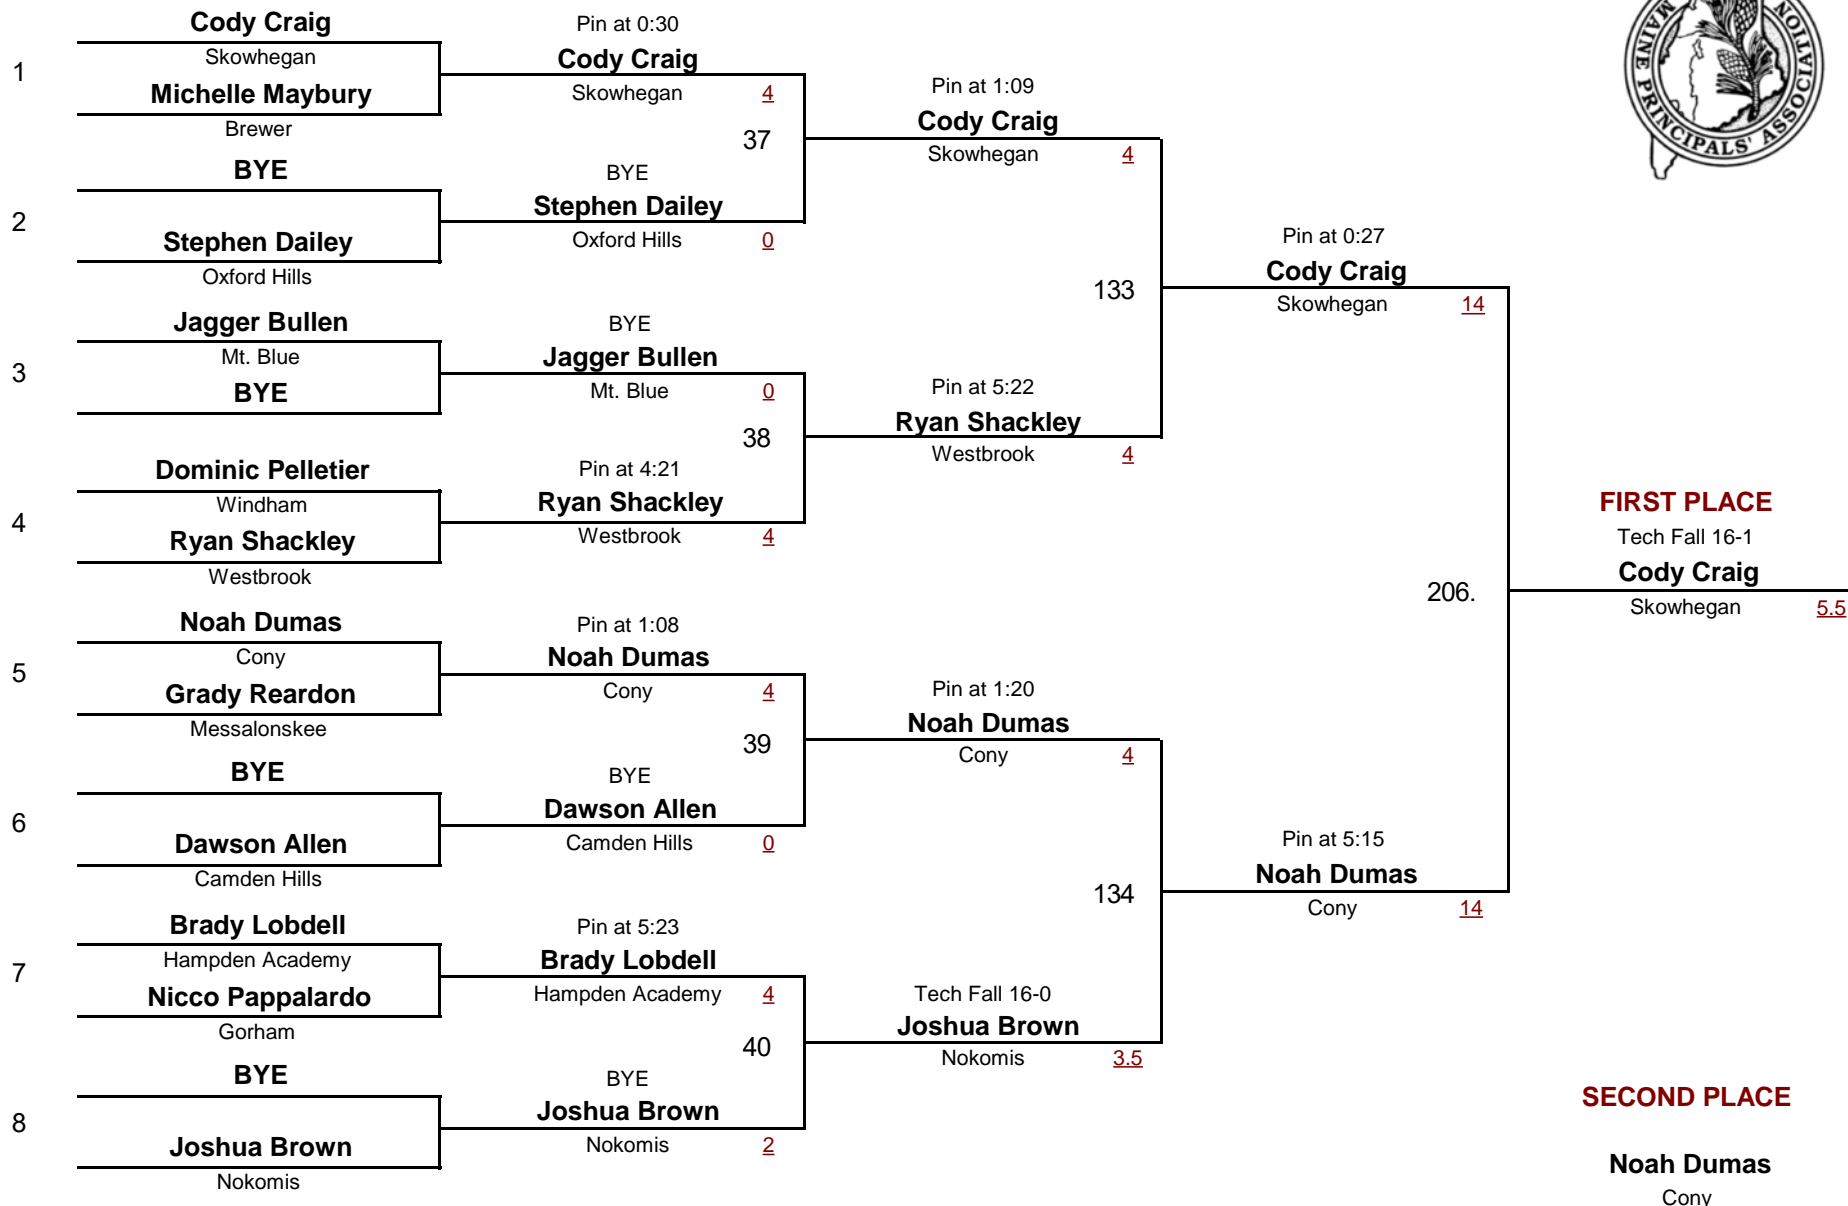 Cody Craig
Skowhegan
1
Michelle Maybury
Brewer
BYE
2
Stephen Dailey
Oxford Hills
Jagger Bullen
Mt. Blue
3
BYE
Dominic Pelletier
Windham
4
Ryan Shackley
Westbrook
Noah Dumas
Cony
5
Grady Reardon
Messalonskee
BYE
6
Dawson Allen
Camden Hills
Brady Lobdell
Hampden Academy
7
Nicco Pappalardo
Gorham
BYE
8
Joshua Brown
Nokomis
Pin at 0:30
Cody Craig
Skowhegan 4
37
BYE
Stephen Dailey
Oxford Hills 0
BYE
Jagger Bullen
Mt. Blue 0
38
Pin at 4:21
Ryan Shackley
Westbrook 4
Pin at 1:08
Noah Dumas
Cony 4
39
BYE
Dawson Allen
Camden Hills 0
Pin at 5:23
Brady Lobdell
Hampden Academy 4
40
BYE
Joshua Brown
Nokomis 2
Pin at 1:09
Cody Craig
Skowhegan 4
133
Pin at 5:22
Ryan Shackley
Westbrook 4
Pin at 1:20
Noah Dumas
Cony 4
134
Tech Fall 16-0
Joshua Brown
Nokomis 3.5
Pin at 0:27
Cody Craig
Skowhegan 14
206.
Pin at 5:15
Noah Dumas
Cony 14
MAINE PRINCIPALS' ASSOCIATION
FIRST PLACE
Tech Fall 16-1
Cody Craig
Skowhegan 5.5
SECOND PLACE
Noah Dumas
Cony